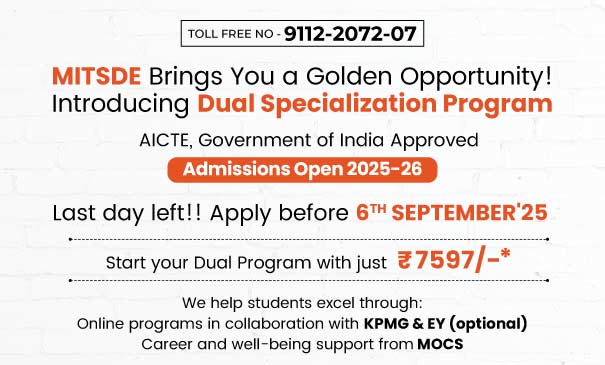 TOLL FREE NO - 9112-2072-07
MITSDE Brings You a Golden Opportunity!
Introducing Dual Specialization Program
AICTE, Government of India Approved
Admissions Open 2025-26
Last day left!! Apply before 6TH SEPTEMBER'25
Start your Dual Program with just ₹7597/-*
We help students excel through:
Online programs in collaboration with KPMG & EY (optional)
Career and well-being support from MOCS